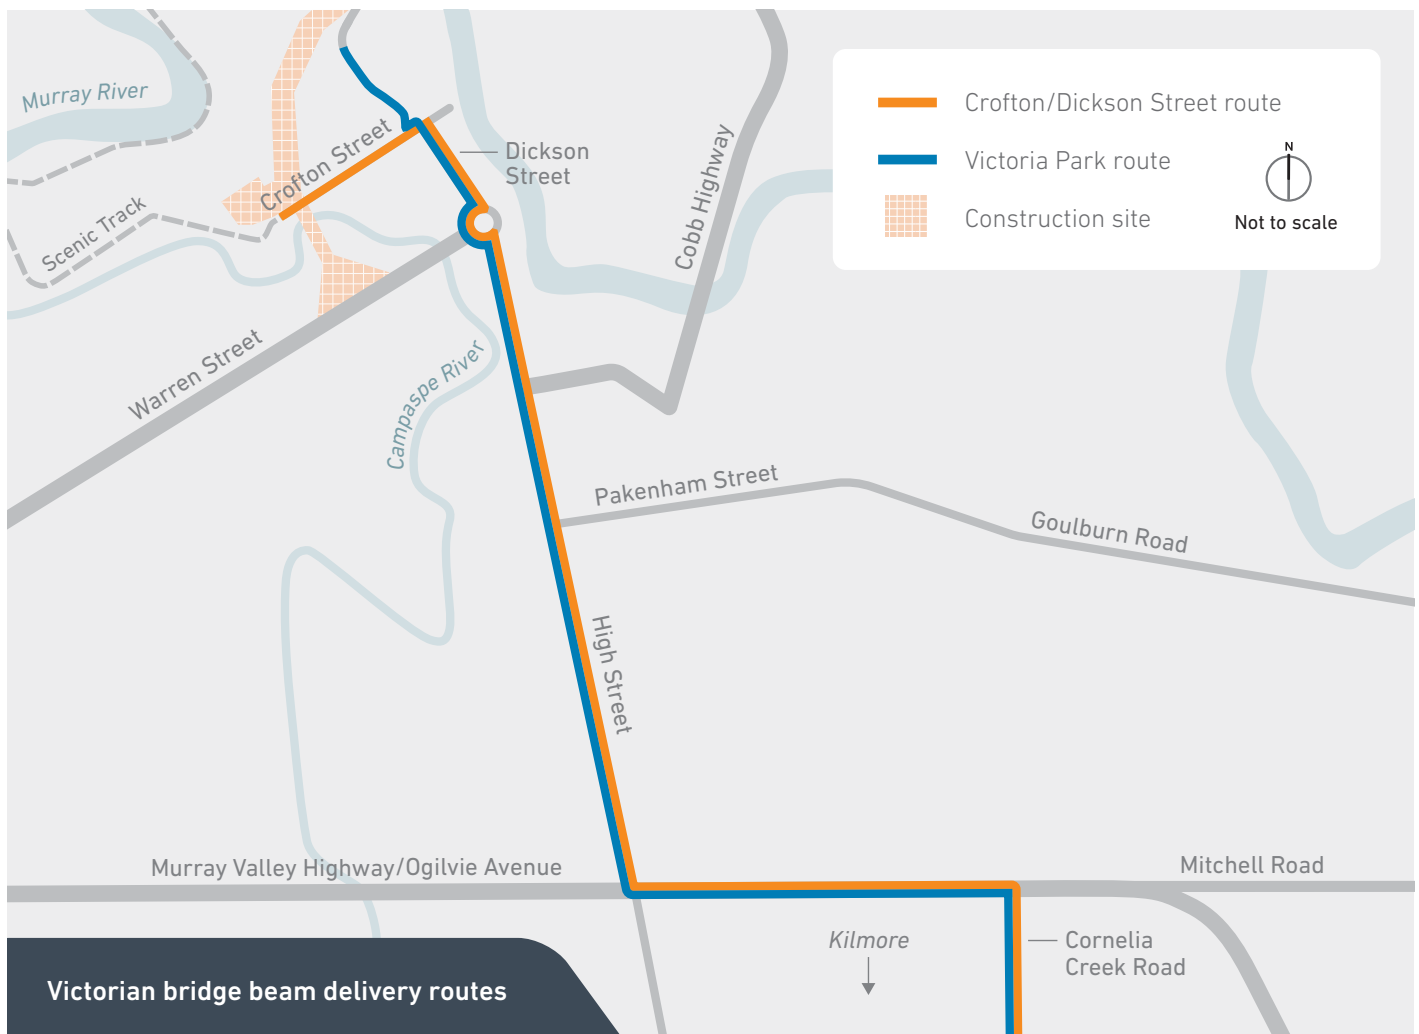 Murray River
Crofton Street
Dickson
Street
Scenic Track
Cobb Highway
Crofton/Dickson Street route
Victoria Park route
Construction site
N
Not to scale
Warren Street
Campaspe River
Pakenham Street
Goulburn Road
High Street
Murray Valley Highway/Ogilvie Avenue
Mitchell Road
Kilmore
Cornelia
Creek Road
Victorian bridge beam delivery routes